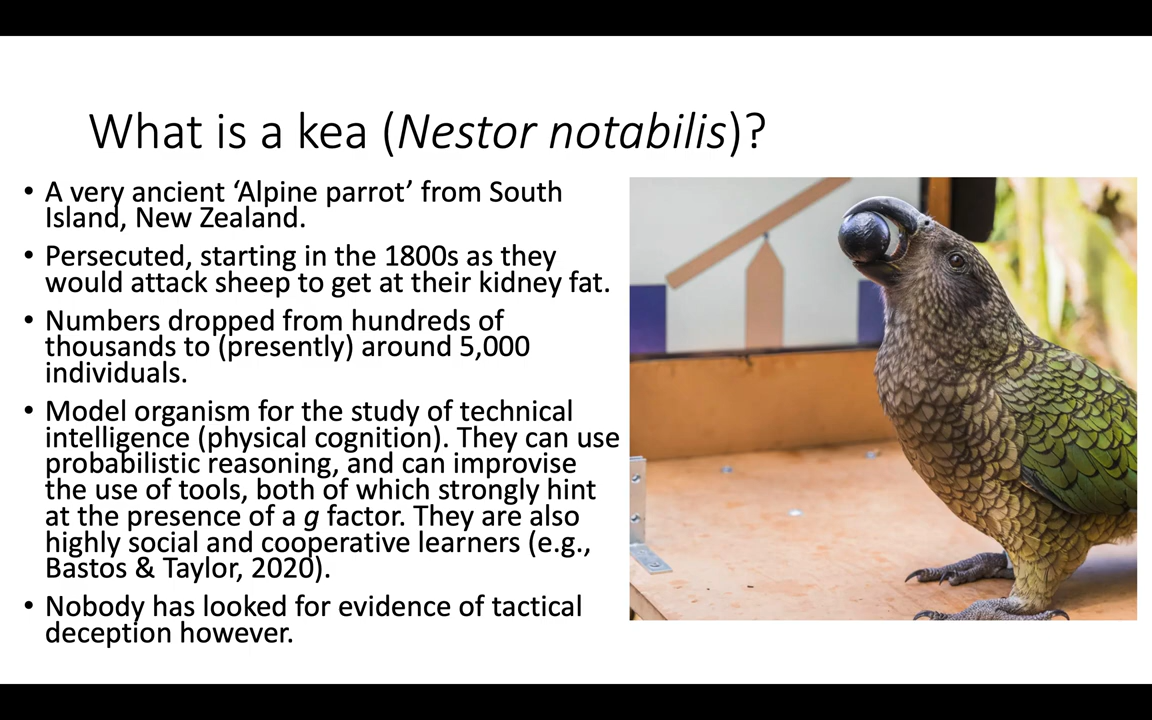 What is a kea (Nestor notabilis)?
• A very ancient ‘Alpine parrot’ from South
Island, New Zealand.
• Persecuted, starting in the 1800s as they
would attack sheep to get at their kidney fat.
• Numbers dropped from hundreds of
thousands to (presently) around 5,000
individuals.
• Model organism for the study of technical
intelligence (physical cognition). They can use
probabilistic reasoning, and can improvise
the use of tools, both of which strongly hint
at the presence of a g factor. They are also
highly social and cooperative learners (e.g.,
Bastos & Taylor, 2020).
• Nobody has looked for evidence of tactical
deception however.